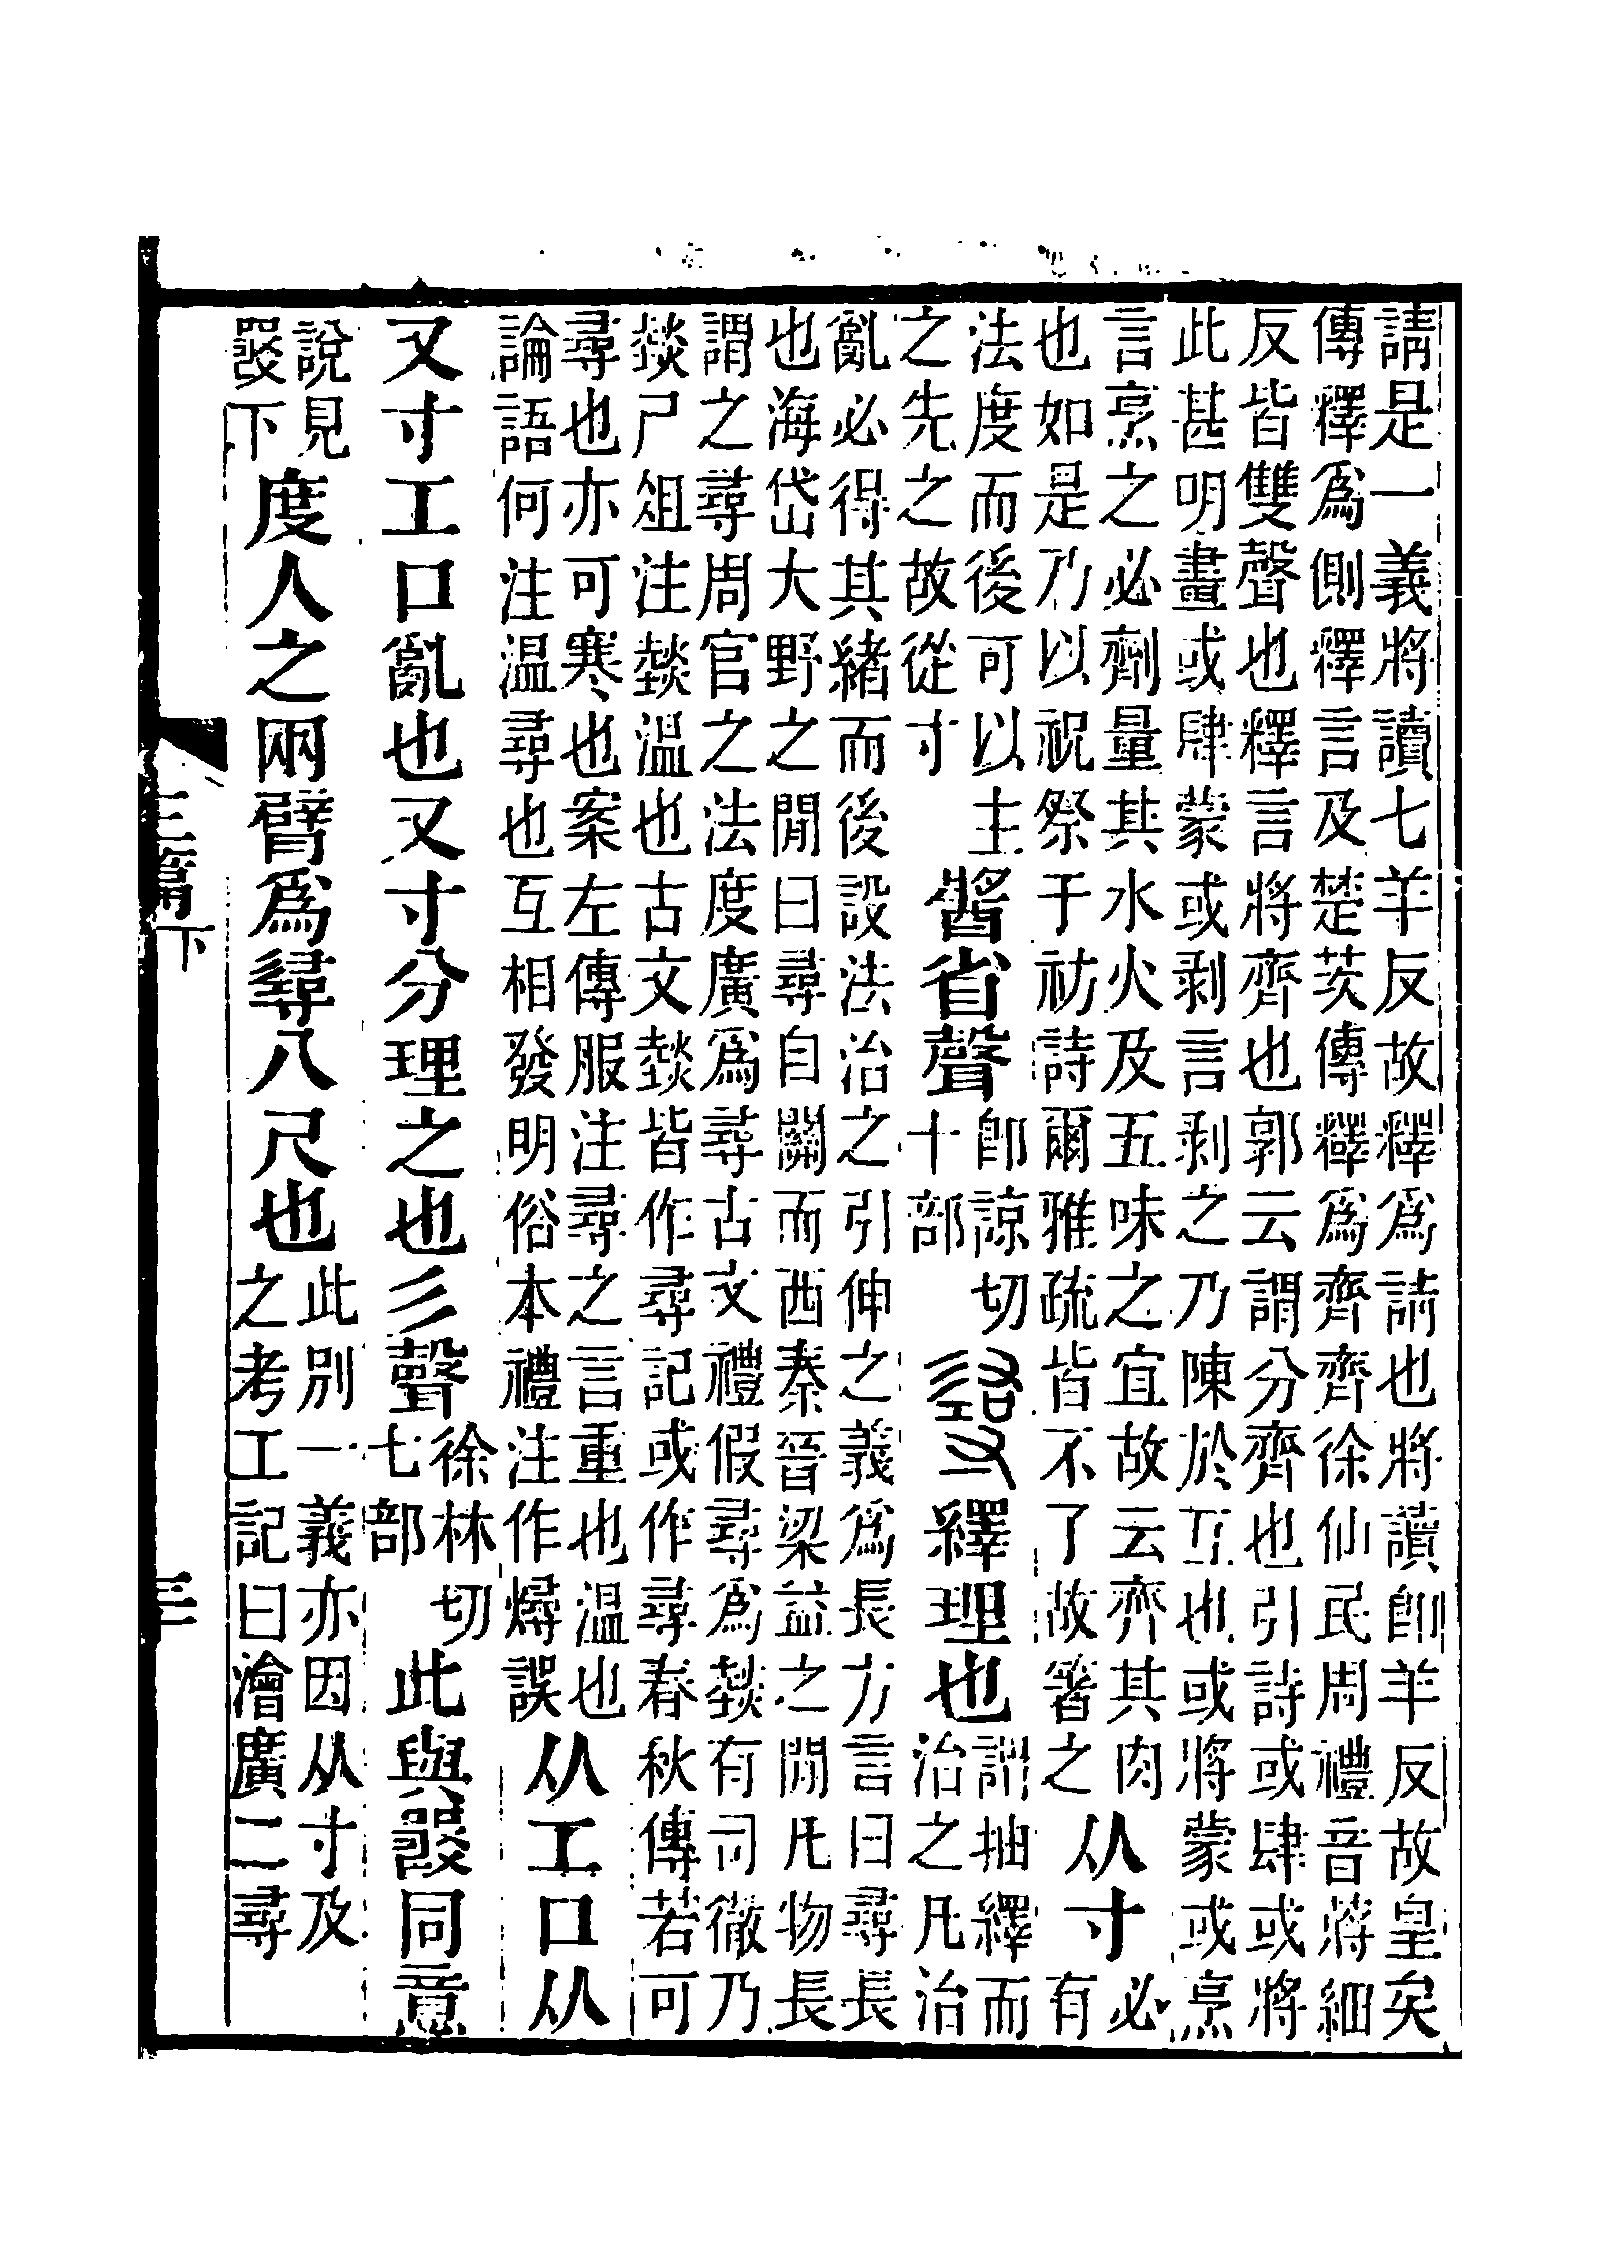 請是一義將讀七羊反故釋爲請也將讀卽羊反故皇矣
傳釋爲側釋言及楚茨傳釋爲齊齊徐仙民周禮音蔣細
反皆雙聲也釋言將齊也郭云謂分齊也引詩或肆或將
此甚明畫或肆蒙或剥言剥之乃陳於互也或將蒙或烹
言烹之必劑量其水火及五味之宜故云齊其肉
也如是乃以祝祭于祊詩爾雅疏皆不了故箸之
从寸
必有
法度而後可以主
之先之故從寸
醬省聲
卽諒切
十部
𢒫繹理也
謂抽繹而
治之凡治
亂必得其緒而後設法治之引伸之義爲長方言曰尋長
也海岱大野之閒曰尋自關而西秦晉梁益之閒凡物長
謂之尋周官之法度廣爲尋古文禮假尋爲燅有司徹乃
燅尸俎注燅温也古文燅皆作尋記或作尋春秋傳若可
尋也亦可寒也案左傳服注尋之言重也温也
論語何注温尋也互相發明俗本禮注作燖誤
从工口从
又寸工口亂也又寸分理之也彡聲
徐林切
七部
此與𤕌同意
說見
𤕌下
度人之兩臂爲尋八尺也
此別一義亦因从寸及
之考工記曰澮廣二尋
三篇下
三